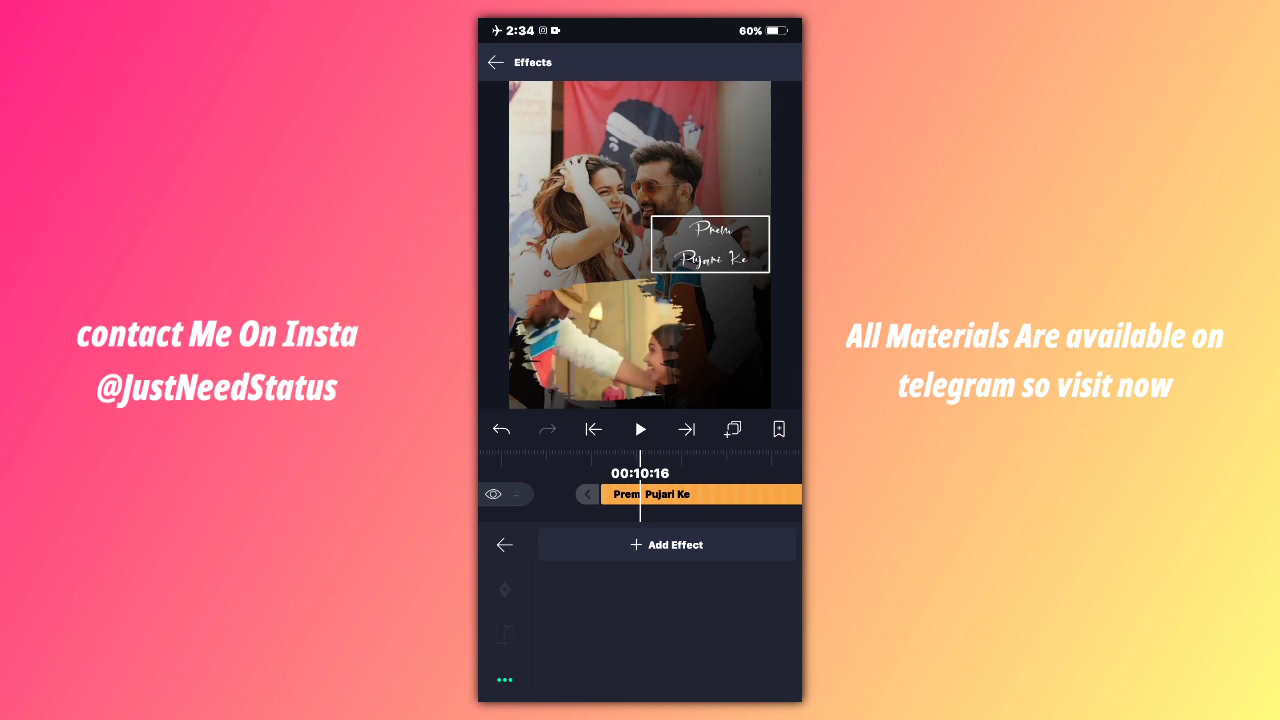 2:34
60%
Effects
Prem
Pujari Ke
contact Me On Insta
@JustNeedStatus
All Materials Are available on
telegram so visit now
00:10:16
Prem Pujari Ke
Add Effect